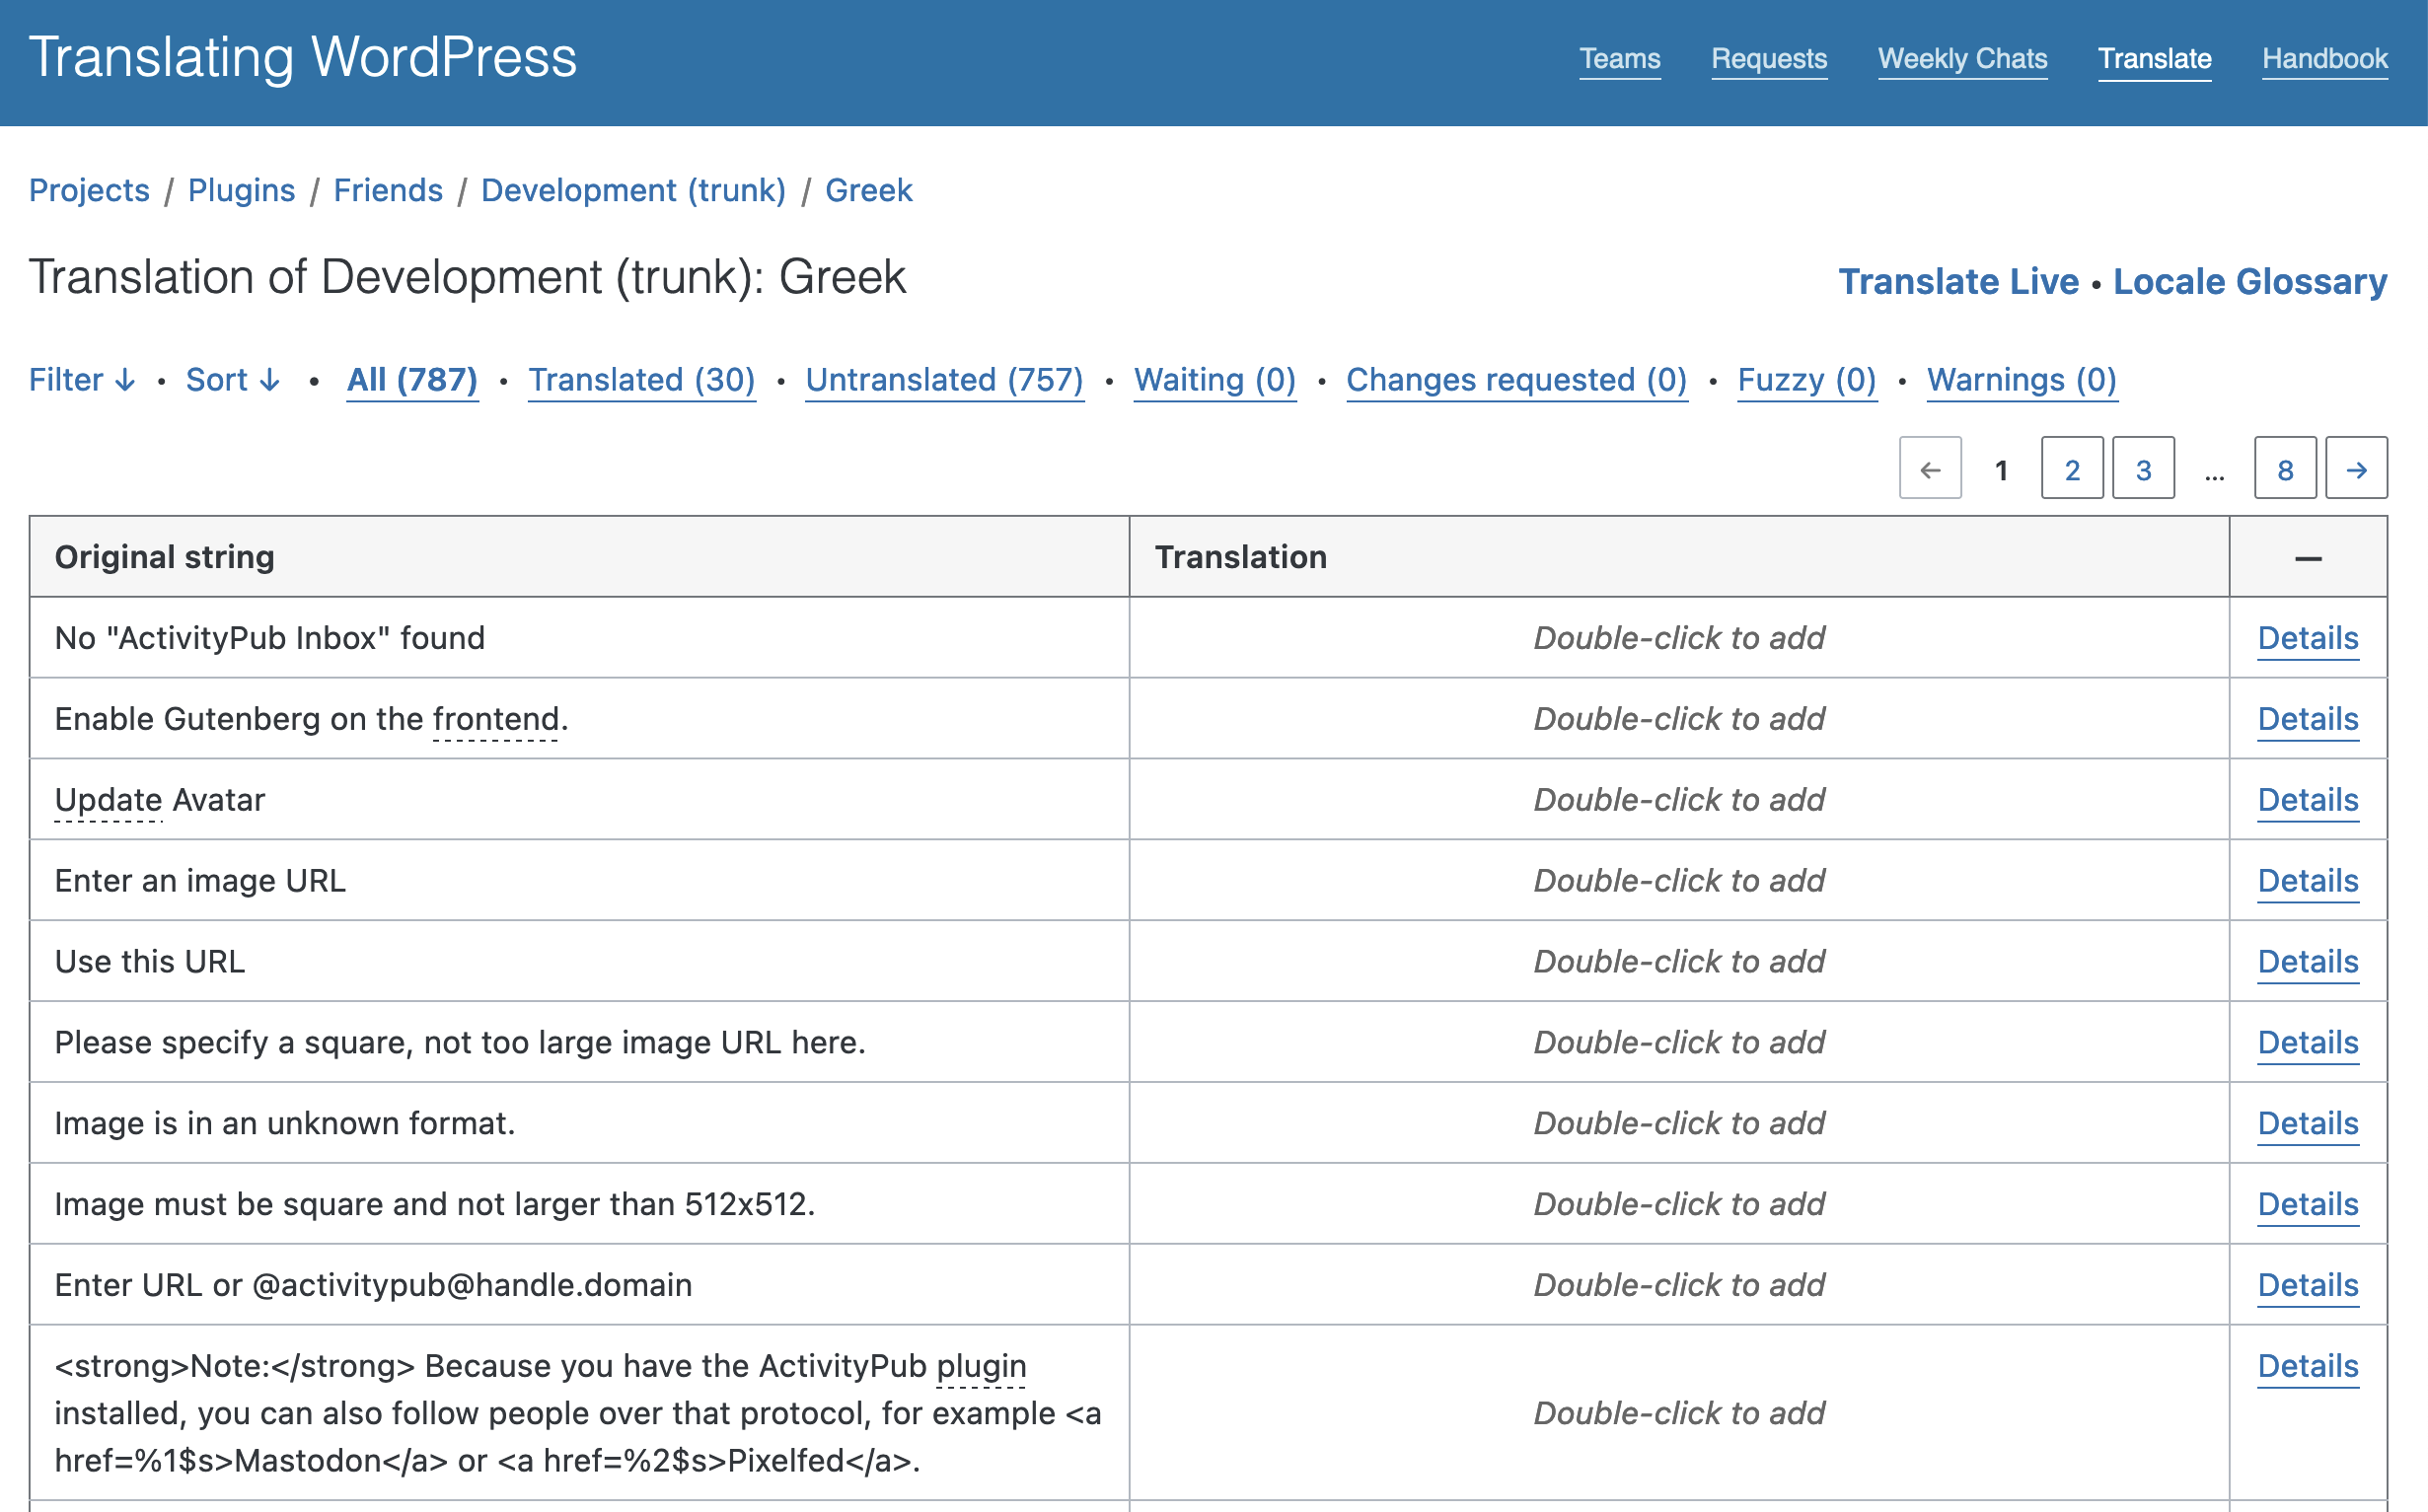 Translating WordPress
Teams Requests Weekly Chats Translate Handbook
Projects / Plugins / Friends / Development (trunk) / Greek
Translation of Development (trunk): Greek
Translate Live • Locale Glossary
Filter ↓ • Sort ↓ • All (787) • Translated (30) • Untranslated (757) • Waiting (0) • Changes requested (0) • Fuzzy (0) • Warnings (0)
← 1 2 3 … 8 →
Original string Translation —
No "ActivityPub Inbox" found Double-click to add Details
Enable Gutenberg on the frontend. Double-click to add Details
Update Avatar Double-click to add Details
Enter an image URL Double-click to add Details
Use this URL Double-click to add Details
Please specify a square, not too large image URL here. Double-click to add Details
Image is in an unknown format. Double-click to add Details
Image must be square and not larger than 512x512. Double-click to add Details
Enter URL or @activitypub@handle.domain Double-click to add Details
<strong>Note:</strong> Because you have the ActivityPub plugin Details
installed, you can also follow people over that protocol, for example <a Double-click to add
href=%1$s>Mastodon</a> or <a href=%2$s>Pixelfed</a>.